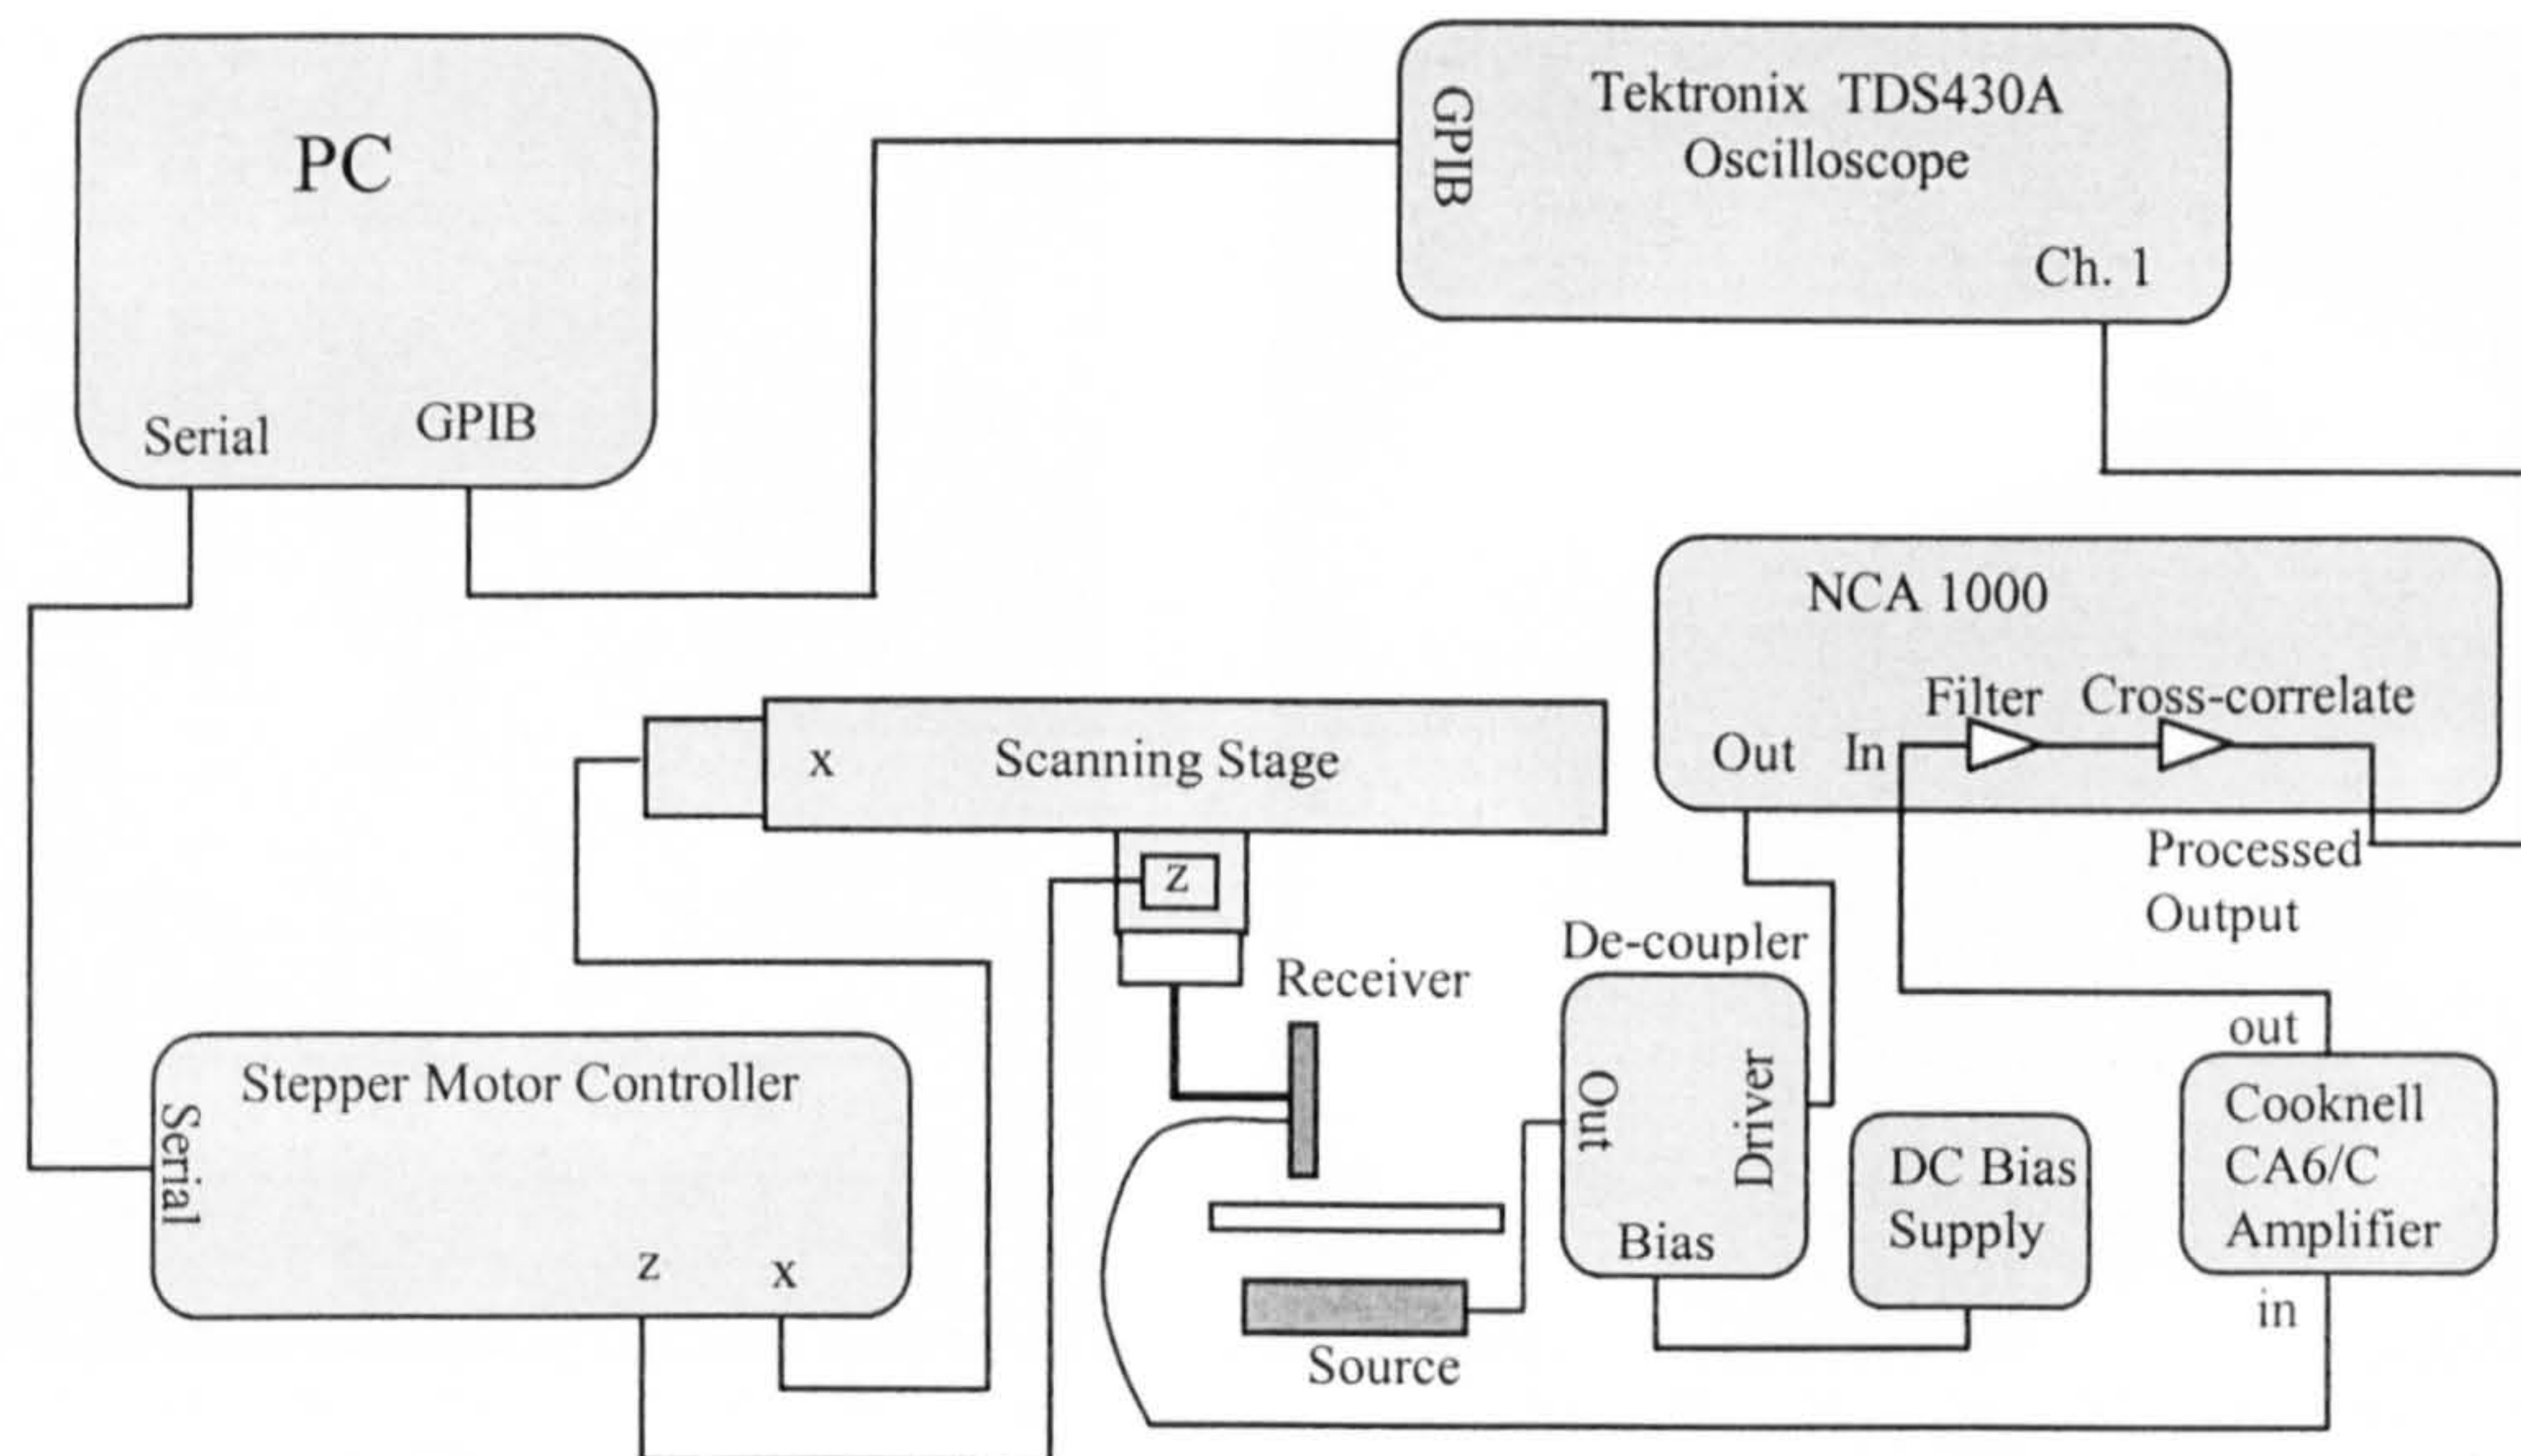 PC
Serial
GPIB
GPIB
Tektronix TDS430A
Oscilloscope
Ch. 1
NCA 1000
Filter
Cross-correlate
Out
In
Processed
Output
x
Scanning Stage
z
Receiver
De-coupler
Out
Driver
Bias
DC Bias
Supply
out
Cooknell
CA6/C
Amplifier
in
Source
Stepper Motor Controller
Serial
z
x